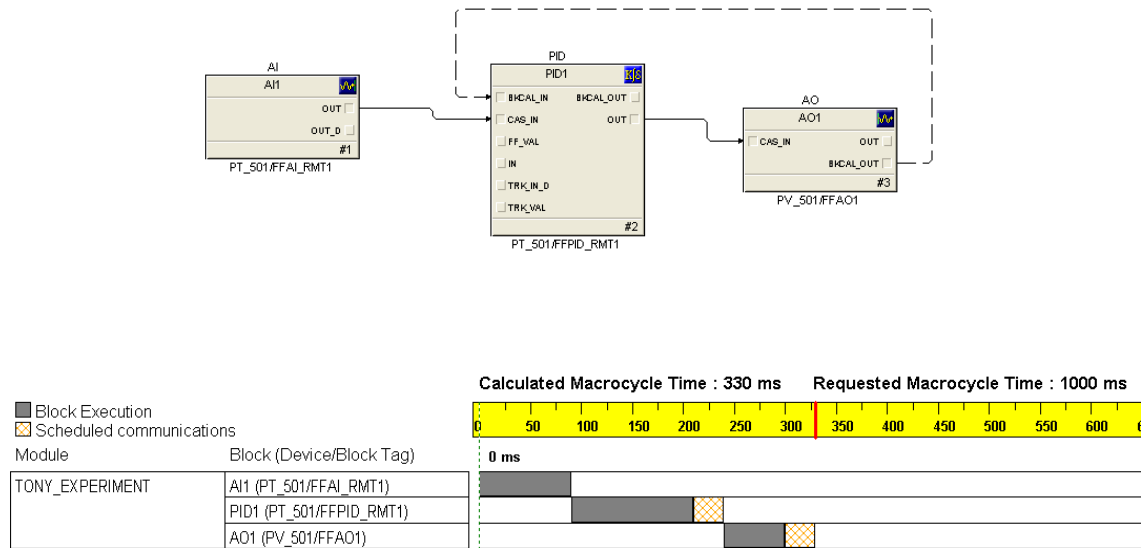 AI
AI1
OUT
OUT_D
#1
PT_501/FFAI_RMT1
PID
PID1
BKCAL_IN BKCAL_OUT
CAS_IN OUT
FF_VAL
IN
TRK_IN_D
TRK_VAL
#2
PT_501/FFPID_RMT1
AO
AO1
CAS_IN OUT
BKCAL_OUT
#3
PV_501/FFAO1
Calculated Macrocycle Time : 330 ms Requested Macrocycle Time : 1000 ms
Block Execution
Scheduled communications
0 50 100 150 200 250 300 350 400 450 500 550 600
Module Block (Device/Block Tag) 0 ms
TONY_EXPERIMENT AI1 (PT_501/FFAI_RMT1)
PID1 (PT_501/FFPID_RMT1)
AO1 (PV_501/FFAO1)